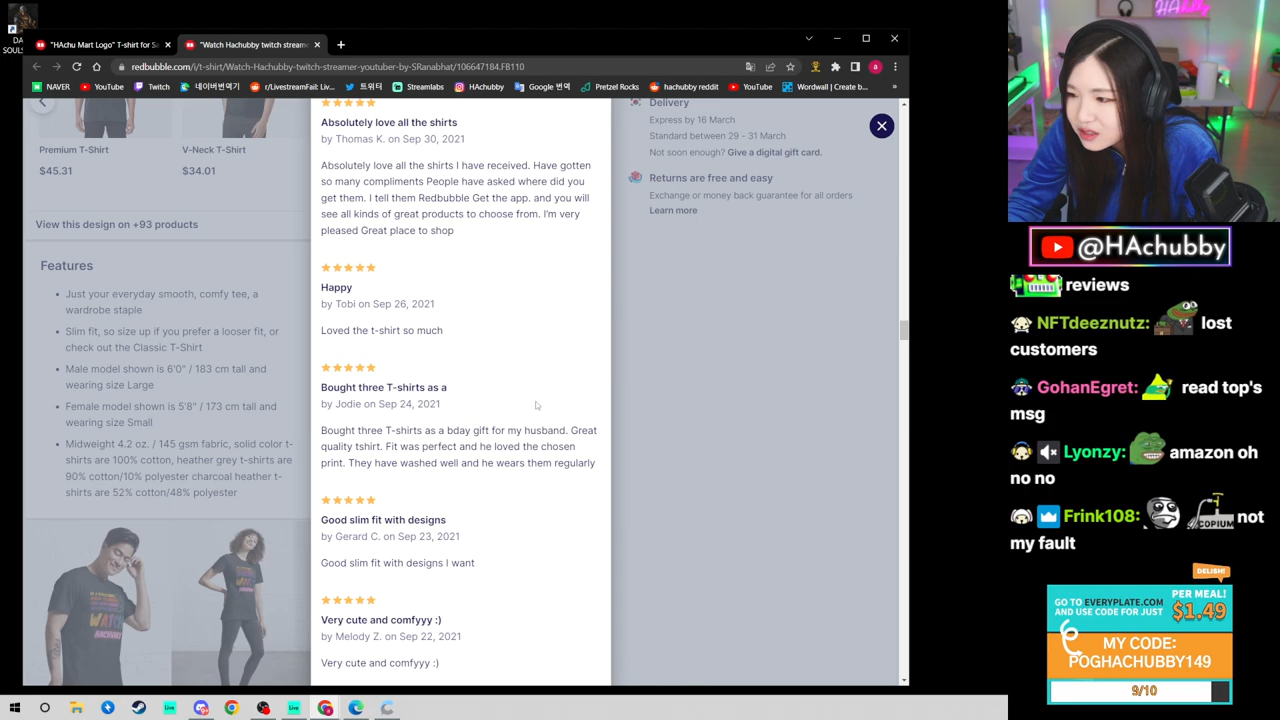 DA
SOULS
"HAchu Mart Logo" T-shirt for Sa
"Watch Hachubby twitch streame
redbubble.com/i/t-shirt/Watch-Hachubby-twitch-streamer-youtuber-by-SRanabhat/106647184.FB110
NAVER
YouTube
Twitch
네이버번역기
r/LivestreamFail: Liv...
트위터
Streamlabs
HAchubby
Google 번역
Pretzel Rocks
hachubby reddit
YouTube
Wordwall | Create b...
Premium T-Shirt
$45.31
V-Neck T-Shirt
$34.01
View this design on +93 products
Features
Just your everyday smooth, comfy tee, a
wardrobe staple
Slim fit, so size up if you prefer a looser fit, or
check out the Classic T-Shirt
Male model shown is 6'0" / 183 cm tall and
wearing size Large
Female model shown is 5'8" / 173 cm tall and
wearing size Small
Midweight 4.2 oz. / 145 gsm fabric, solid color t-
shirts are 100% cotton, heather grey t-shirts are
90% cotton/10% polyester charcoal heather t-
shirts are 52% cotton/48% polyester
WATCH
HACHUBBY
WATCH
Absolutely love all the shirts
by Thomas K. on Sep 30, 2021
Absolutely love all the shirts I have received. Have gotten
so many compliments People have asked where did you
get them. I tell them Redbubble Get the app. and you will
see all kinds of great products to choose from. I'm very
pleased Great place to shop
Happy
by Tobi on Sep 26, 2021
Loved the t-shirt so much
Bought three T-shirts as a
by Jodie on Sep 24, 2021
Bought three T-shirts as a bday gift for my husband. Great
quality tshirt. Fit was perfect and he loved the chosen
print. They have washed well and he wears them regularly
Good slim fit with designs
by Gerard C. on Sep 23, 2021
Good slim fit with designs I want
Very cute and comfyyy :)
by Melody Z. on Sep 22, 2021
Very cute and comfyyy :)
Delivery
Express by 16 March
Standard between 29 - 31 March
Not soon enough? Give a digital gift card.
Returns are free and easy
Exchange or money back guarantee for all orders
Learn more
@HAchubby
reviews
NFTdeeznutz: lost
customers
GohanEgret: read top's
msg
Lyonzy: amazon oh
no no
Frink108: COPIUM not
my fault
DELISH!
GO TO EVERYPLATE.COM
AND USE CODE FOR JUST
PER MEAL!
$1.49
MY CODE:
POGHACHUBBY149
9/10